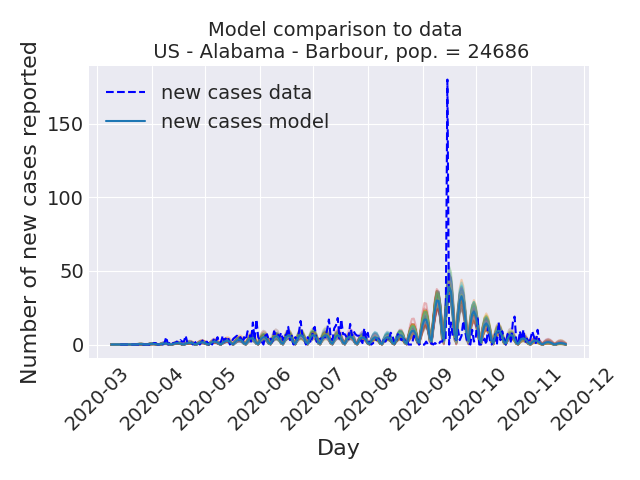 Model comparison to data
US - Alabama - Barbour, pop. = 24686
new cases data
new cases model
Number of new cases reported
150
100
50
0
2020-03
2020-04
2020-05
2020-06
2020-07
2020-08
2020-09
2020-10
2020-11
2020-12
Day